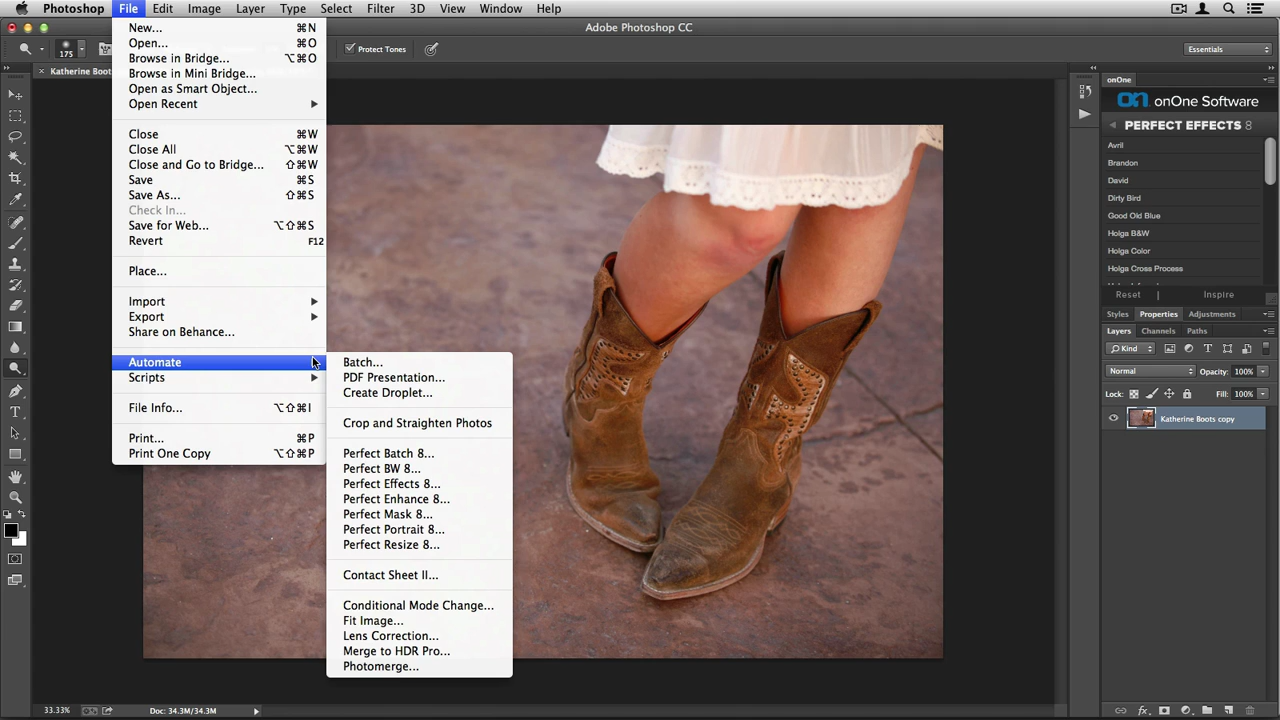 Photoshop File Edit Image Layer Type Select Filter 3D View Window Help
Adobe Photoshop CC
175
Protect Tones
Essentials
× Katherine Boots
New... ⌘N
Open... ⌘O
Browse in Bridge... ⌥⌘O
Browse in Mini Bridge...
Open as Smart Object...
Open Recent
Close ⌘W
Close All ⌥⌘W
Close and Go to Bridge... ⇧⌘W
Save ⌘S
Save As... ⇧⌘S
Check In...
Save for Web... ⌥⇧⌘S
Revert F12
Place...
Import
Export
Share on Behance...
Automate
Scripts
File Info... ⌥⇧⌘I
Print... ⌘P
Print One Copy ⌥⇧⌘P
Batch...
PDF Presentation...
Create Droplet...
Crop and Straighten Photos
Perfect Batch 8...
Perfect BW 8...
Perfect Effects 8...
Perfect Enhance 8...
Perfect Mask 8...
Perfect Portrait 8...
Perfect Resize 8...
Contact Sheet II...
Conditional Mode Change...
Fit Image...
Lens Correction...
Merge to HDR Pro...
Photomerge...
onOne
on onOne Software
PERFECT EFFECTS 8
Avril
Brandon
David
Dirty Bird
Good Old Blue
Holga B&W
Holga Color
Holga Cross Process
Reset | Inspire
Styles Properties Adjustments
Layers Channels Paths
Kind
Normal Opacity: 100%
Lock: Fill: 100%
Katherine Boots copy
33.33% Doc: 34.3M/34.3M